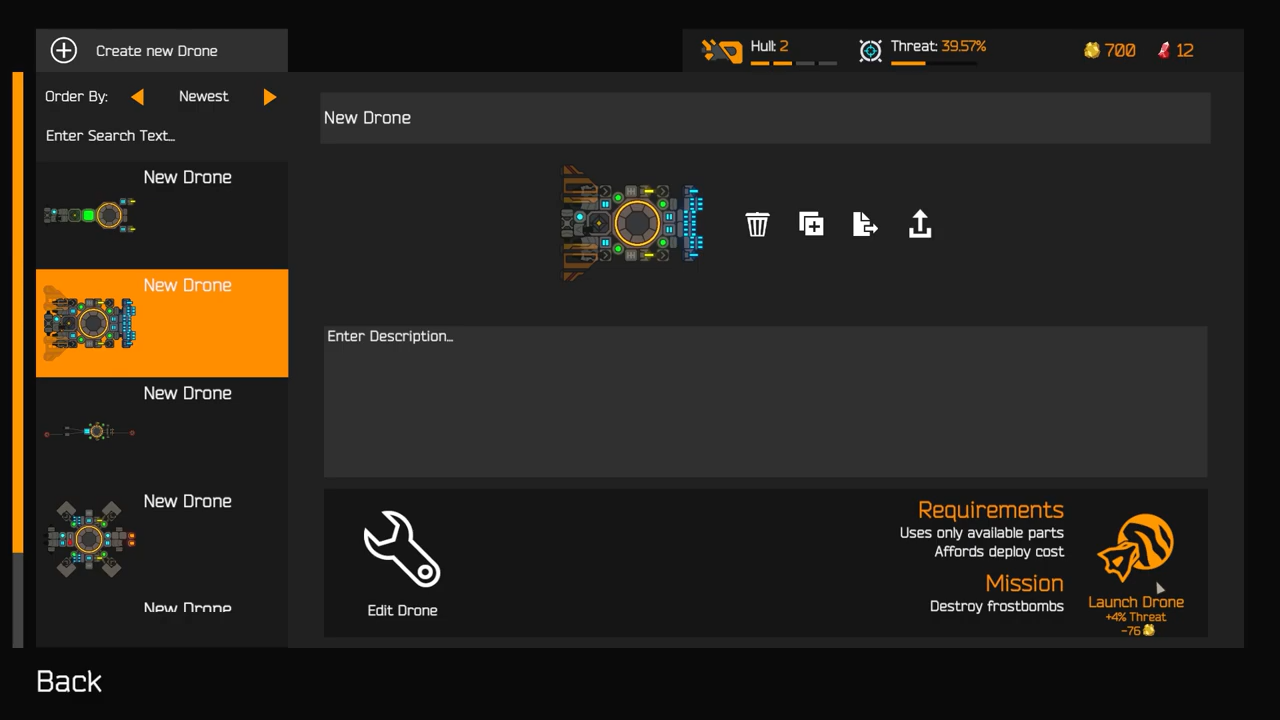 Create new Drone
Hull: 2
Threat: 39.57%
700
12
Order By:
Newest
Enter Search Text...
New Drone
New Drone
New Drone
New Drone
New Drone
New Drone
Enter Description...
Edit Drone
Requirements
Uses only available parts
Affords deploy cost
Mission
Destroy frostbombs
Launch Drone
+4% Threat
-76
Back